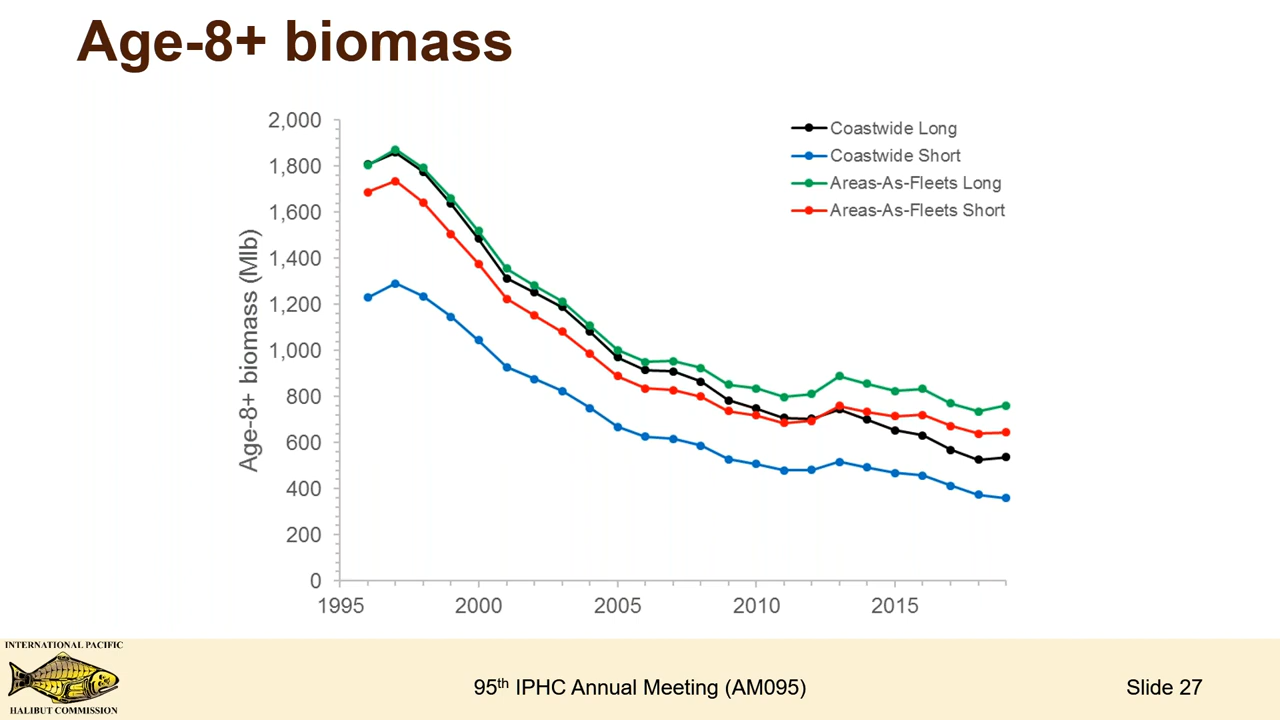 Age-8+ biomass
Age-8+ biomass (Mlb)
2,000
1,800
1,600
1,400
1,200
1,000
800
600
400
200
0
1995
2000
2005
2010
2015
Coastwide Long
Coastwide Short
Areas-As-Fleets Long
Areas-As-Fleets Short
INTERNATIONAL PACIFIC
HALIBUT COMMISSION
95th IPHC Annual Meeting (AM095)
Slide 27